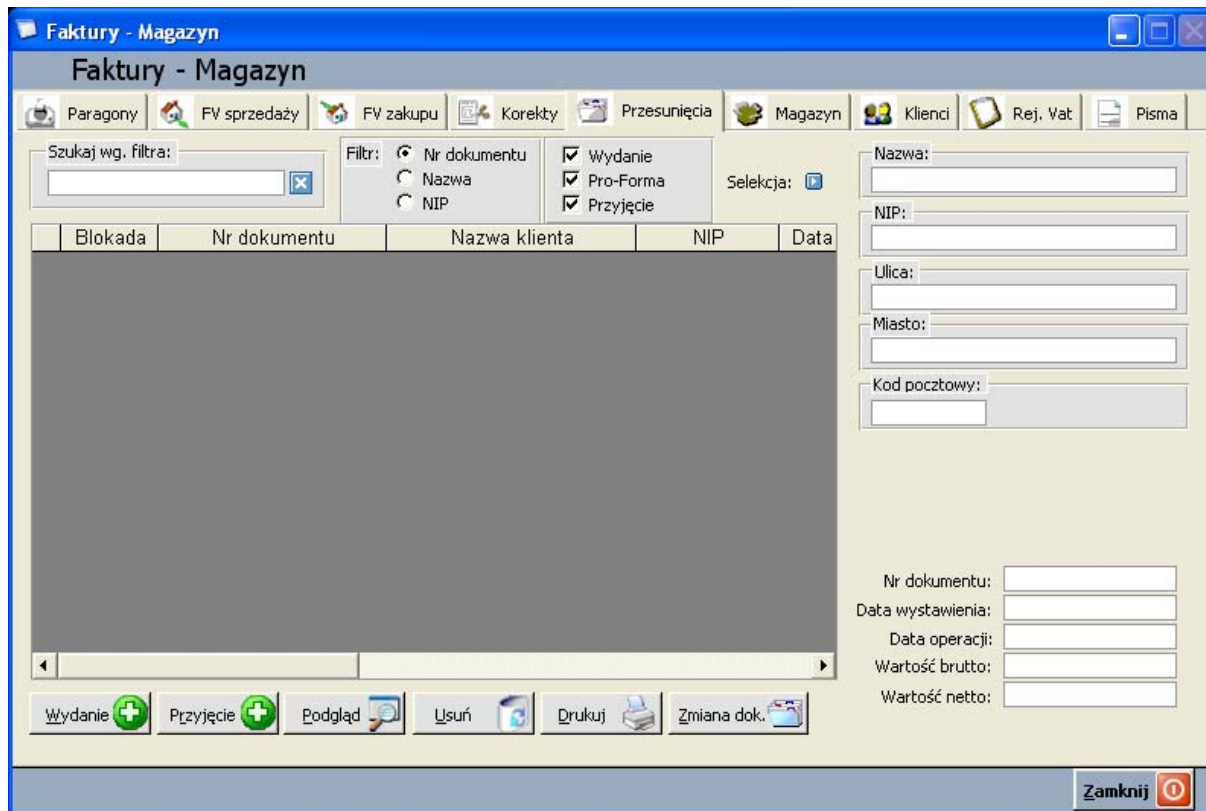 Faktury - Magazyn
Faktury - Magazyn
Paragony FV sprzedaży FV zakupu Korekty Przesunięcia Magazyn Klienci Rej. Vat Pisma
Szukaj wg. filtra:
Filtr: Nr dokumentu
Nazwa
NIP
Wydanie
Pro-Forma
Przyjęcie
Selekcja:
Blokada Nr dokumentu Nazwa klienta NIP Data
Nazwa:
NIP:
Ulica:
Miasto:
Kod pocztowy:
Nr dokumentu:
Data wystawienia:
Data operacji:
Wartość brutto:
Wartość netto:
Wydanie Przyjęcie Podgląd Usuń Drukuj Zmiana dok.
Zamknij